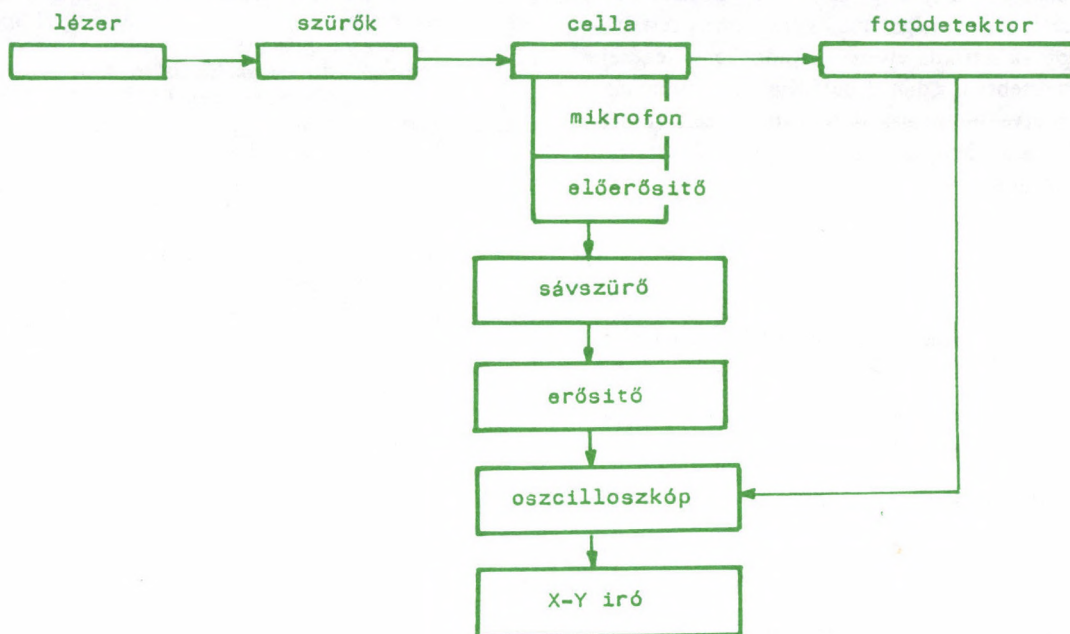 lézer szürők cella fotodetektor
mikrofon
előerősitő
sávszürő
erősitő
oszcilloszkóp
X-Y iró